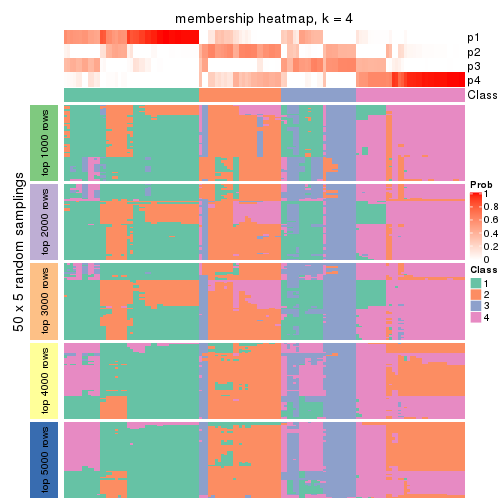 membership heatmap, k = 4
p1
p2
p3
p4
Class
50 x 5 random samplings
top 1000 rows
top 2000 rows
top 3000 rows
top 4000 rows
top 5000 rows
Prob
1
0.8
0.6
0.4
0.2
0
Class
1
2
3
4